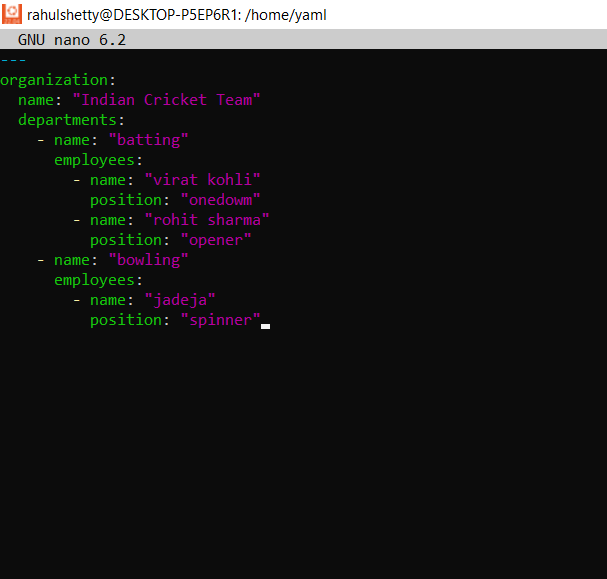 rahulshetty@DESKTOP-P5EP6R1: /home/yaml
GNU nano 6.2
---
organization:
  name: "Indian Cricket Team"
  departments:
    - name: "batting"
      employees:
        - name: "virat kohli"
          position: "onedowm"
        - name: "rohit sharma"
          position: "opener"
    - name: "bowling"
      employees:
        - name: "jadeja"
          position: "spinner"